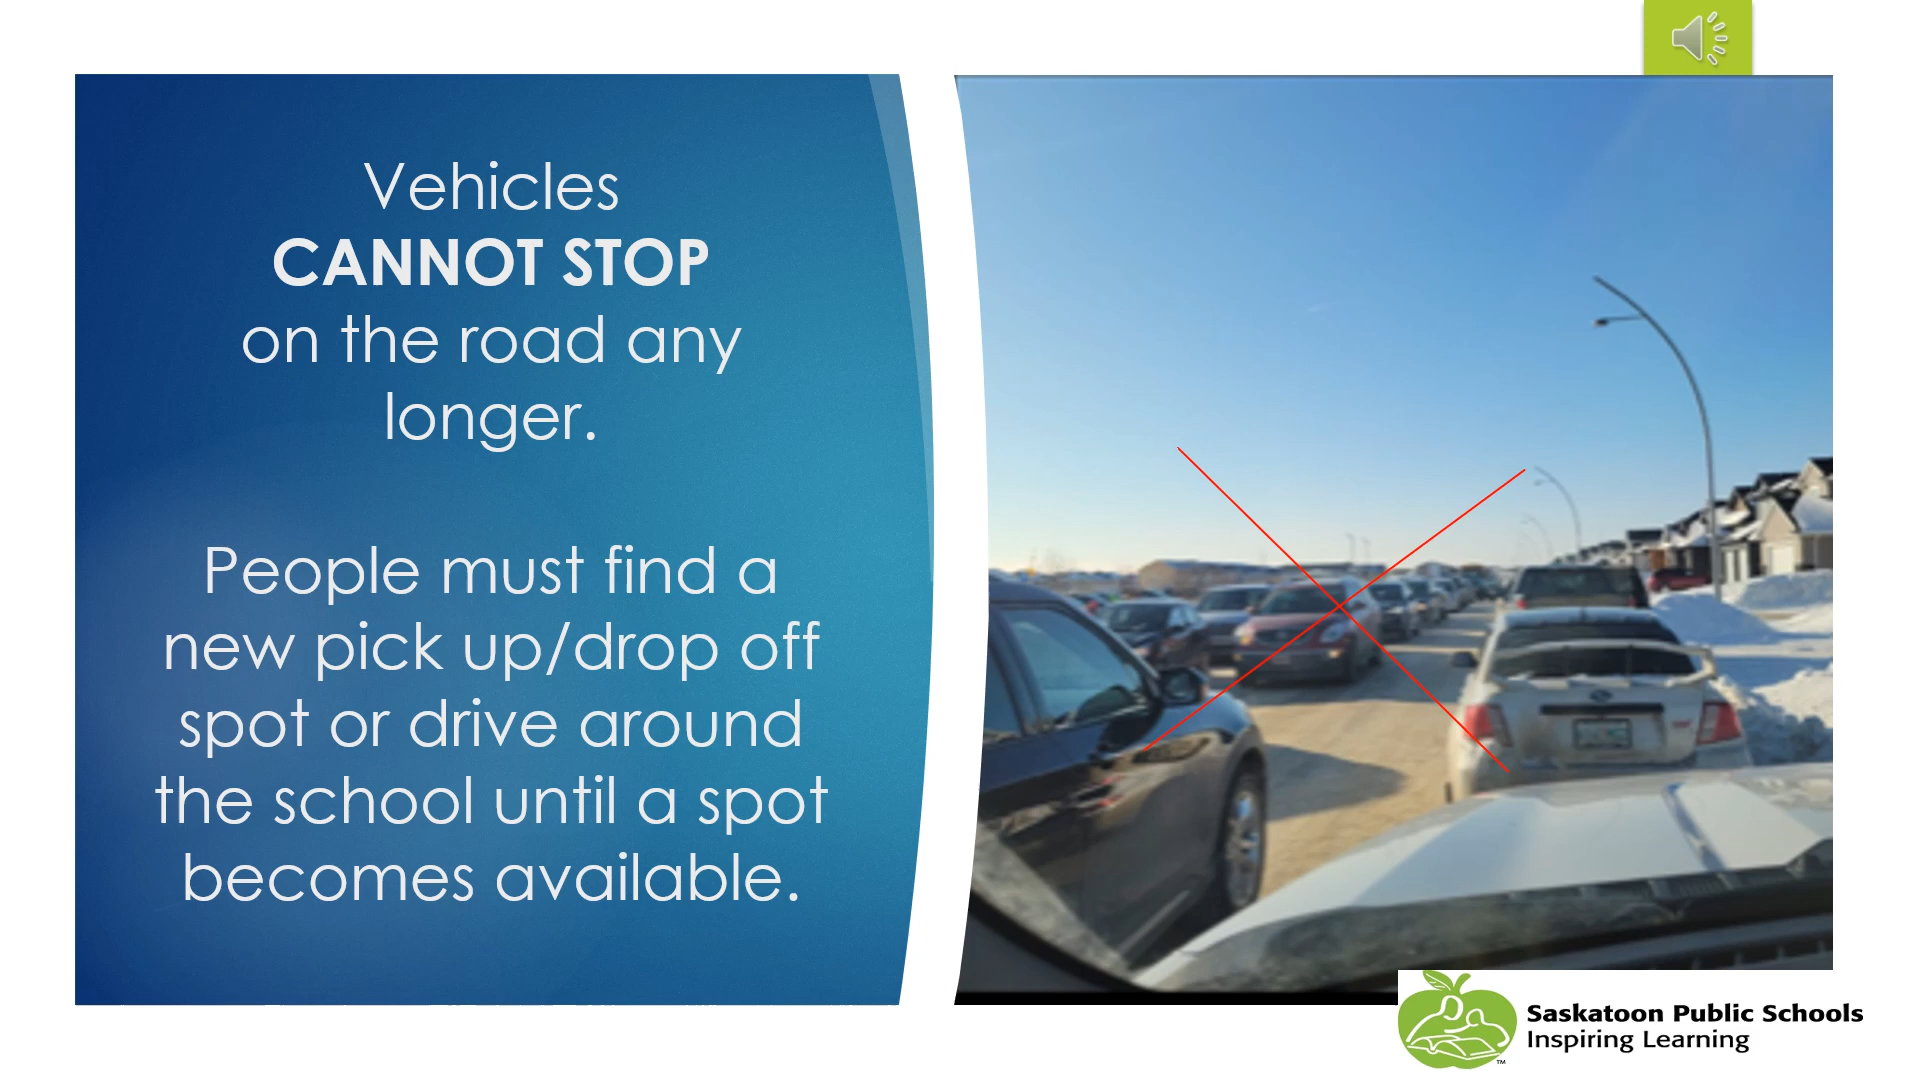 Vehicles
CANNOT STOP
on the road any
longer.
People must find a
new pick up/drop off
spot or drive around
the school until a spot
becomes available.
Saskatoon Public Schools
Inspiring Learning
TM